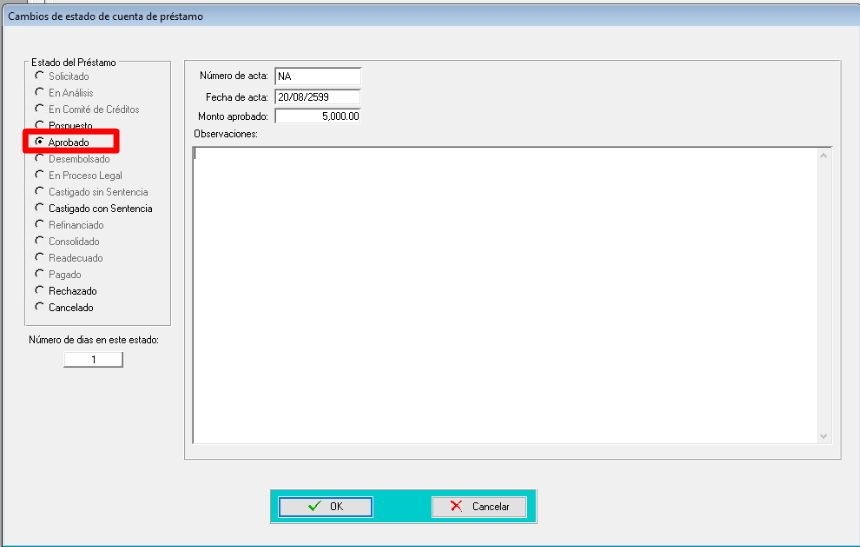 Cambios de estado de cuenta de préstamo
Estado del Préstamo
Solicitado
En Análisis
En Comité de Créditos
Pospuesto
Aprobado
Desembolsado
En Proceso Legal
Castigado sin Sentencia
Castigado con Sentencia
Refinanciado
Consolidado
Readecuado
Pagado
Rechazado
Cancelado
Número de dias en este estado:
1
Número de acta: NA
Fecha de acta: 20/08/2599
Monto aprobado: 5,000.00
Observaciones:
OK Cancelar